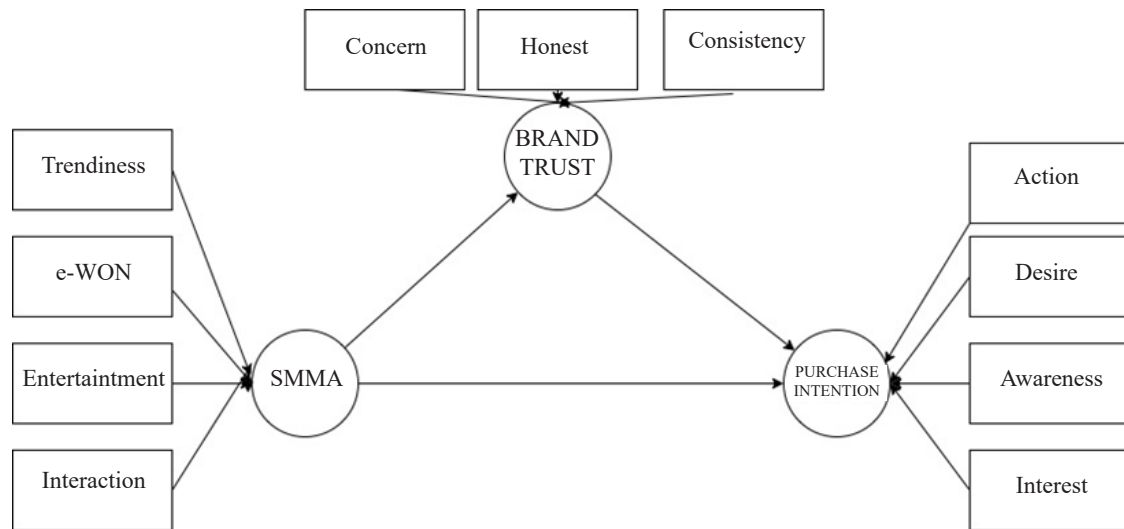 Concern
Honest
Consistency
BRAND
TRUST
Trendiness
e-WON
Entertaintment
Interaction
SMMA
PURCHASE
INTENTION
Action
Desire
Awareness
Interest